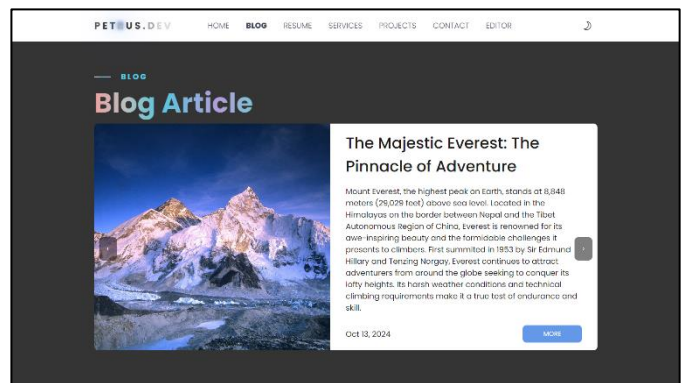 PETRUS.DEV HOME BLOG RESUME SERVICES PROJECTS CONTACT EDITOR
BLOG
Blog Article
The Majestic Everest: The
Pinnacle of Adventure
Mount Everest, the highest peak on Earth, stands at 8,848
meters (29,029 feet) above sea level. Located in the
Himalayas on the border between Nepal and the Tibet
Autonomous Region of China, Everest is renowned for its
awe-inspiring beauty and the formidable challenges it
presents to climbers. First summited in 1953 by Sir Edmund
Hillary and Tenzing Norgay, Everest continues to attract
adventurers from around the globe seeking to conquer its
lofty heights. Its harsh weather conditions and technical
climbing requirements make it a true test of endurance and
skill.
Oct 13, 2024 MORE